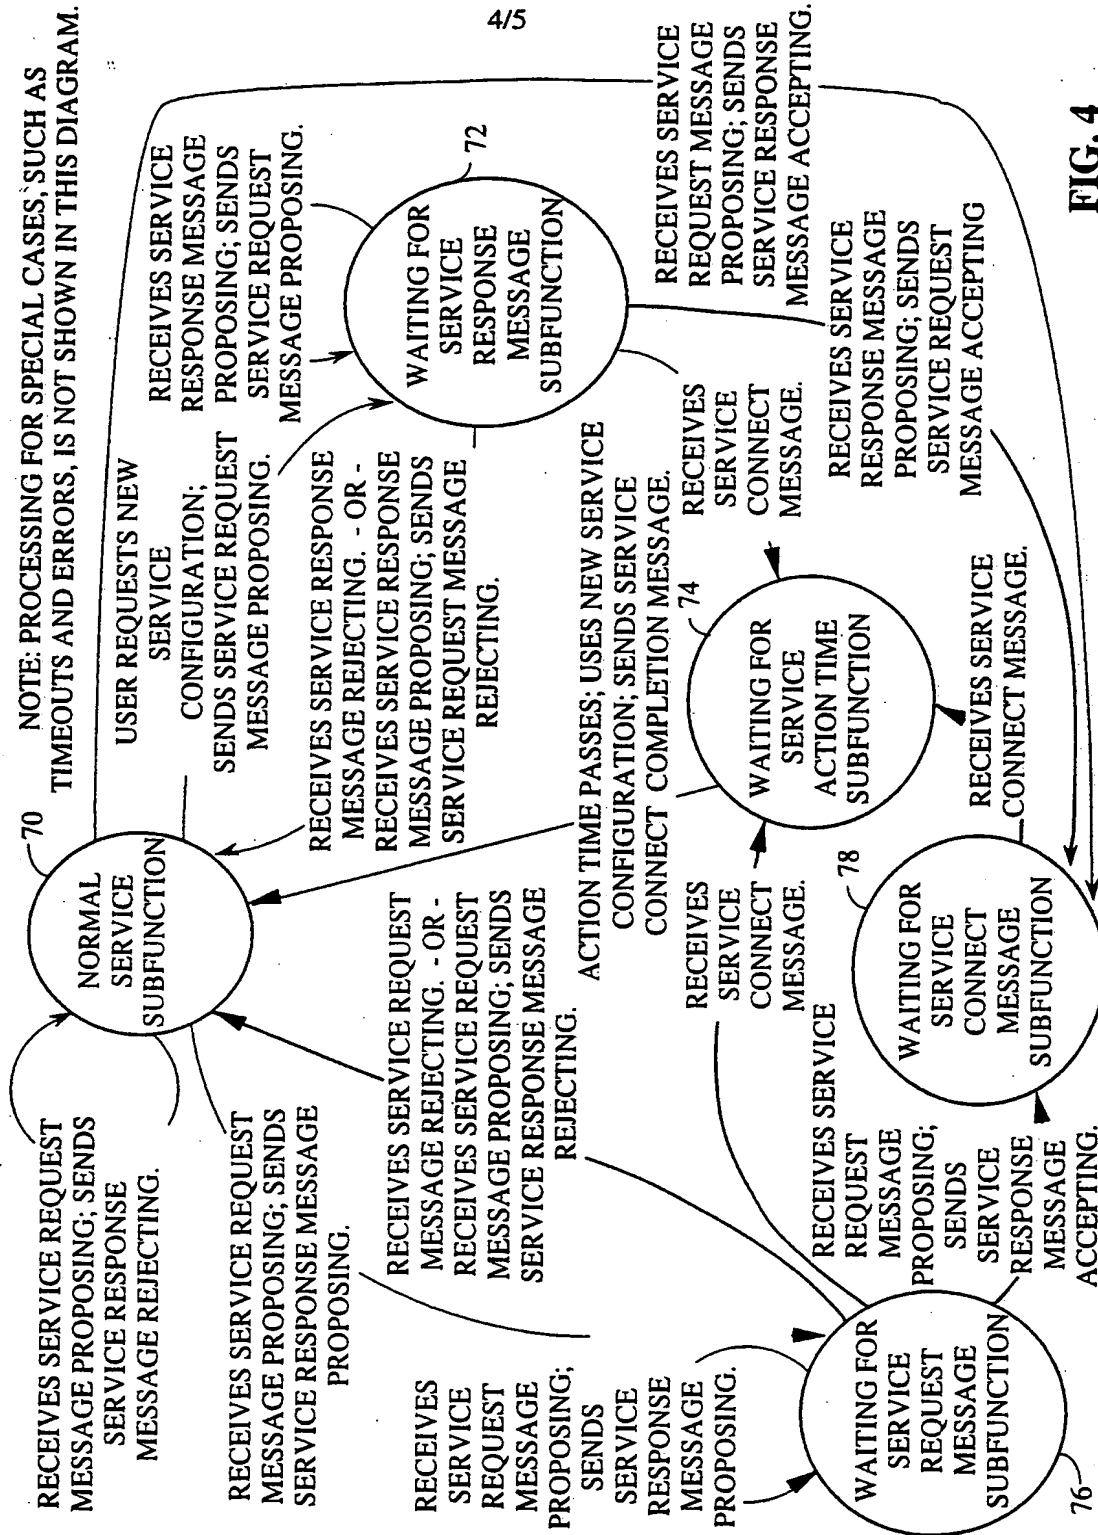 4/5
NOTE: PROCESSING FOR SPECIAL CASES, SUCH AS
TIMEOUTS AND ERRORS, IS NOT SHOWN IN THIS DIAGRAM.
RECEIVES SERVICE REQUEST
MESSAGE PROPOSING; SENDS
SERVICE RESPONSE
MESSAGE REJECTING.
70
NORMAL
SERVICE
SUBFUNCTION
USER REQUESTS NEW
SERVICE
CONFIGURATION;
SENDS SERVICE REQUEST
MESSAGE PROPOSING.
RECEIVES SERVICE
RESPONSE MESSAGE
PROPOSING; SENDS
SERVICE REQUEST
MESSAGE PROPOSING.
RECEIVES SERVICE REQUEST
MESSAGE PROPOSING; SENDS
SERVICE RESPONSE MESSAGE
PROPOSING.
RECEIVES SERVICE RESPONSE
MESSAGE REJECTING. - OR -
RECEIVES SERVICE RESPONSE
MESSAGE PROPOSING; SENDS
SERVICE REQUEST MESSAGE
REJECTING.
72
WAITING FOR
SERVICE
RESPONSE
MESSAGE
SUBFUNCTION
RECEIVES SERVICE REQUEST
MESSAGE REJECTING. - OR -
RECEIVES SERVICE REQUEST
MESSAGE PROPOSING; SENDS
SERVICE RESPONSE MESSAGE
REJECTING.
ACTION TIME PASSES; USES NEW SERVICE
CONFIGURATION; SENDS SERVICE
CONNECT COMPLETION MESSAGE.
RECEIVES SERVICE
REQUEST MESSAGE
PROPOSING; SENDS
SERVICE RESPONSE
MESSAGE ACCEPTING.
RECEIVES
SERVICE
REQUEST
MESSAGE
PROPOSING;
SENDS
SERVICE
RESPONSE
MESSAGE
PROPOSING.
RECEIVES
SERVICE
CONNECT
MESSAGE.
74
WAITING FOR
SERVICE
ACTION TIME
SUBFUNCTION
RECEIVES
SERVICE
CONNECT
MESSAGE.
RECEIVES SERVICE
RESPONSE MESSAGE
PROPOSING; SENDS
SERVICE REQUEST
MESSAGE ACCEPTING
76
WAITING FOR
SERVICE
REQUEST
MESSAGE
SUBFUNCTION
RECEIVES SERVICE
REQUEST
MESSAGE
PROPOSING;
SENDS
SERVICE
RESPONSE
MESSAGE
ACCEPTING.
78
WAITING FOR
SERVICE
CONNECT
MESSAGE
SUBFUNCTION
RECEIVES SERVICE
CONNECT MESSAGE.
FIG. 4